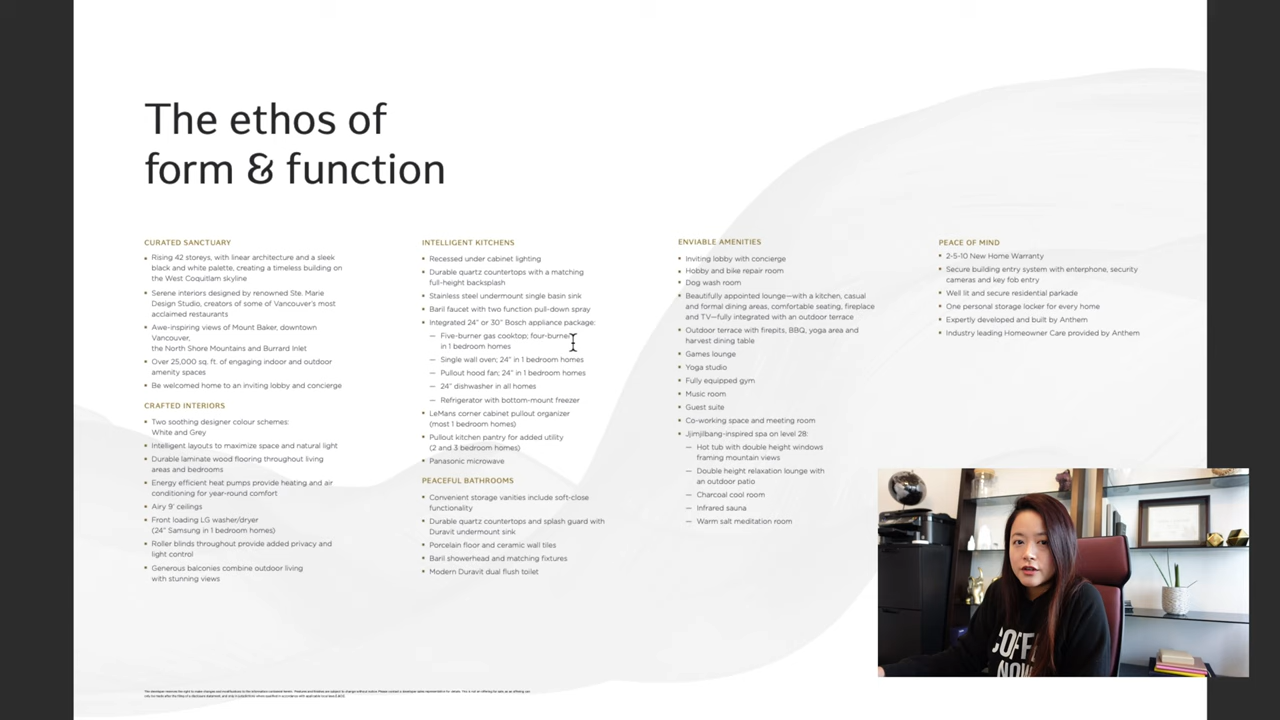 The ethos of
form & function
CURATED SANCTUARY
Rising 42 storeys, with linear architecture and a sleek
black and white palette, creating a timeless building on
the West Coquitlam skyline
Serene interiors designed by renowned Ste. Marie
Design Studio, creators of some of Vancouver's most
acclaimed restaurants
Awe-inspiring views of Mount Baker, downtown
Vancouver,
the North Shore Mountains and Burrard Inlet
Over 25,000 sq. ft. of engaging indoor and outdoor
amenity spaces
Be welcomed home to an inviting lobby and concierge
CRAFTED INTERIORS
Two soothing designer colour schemes:
White and Grey
Intelligent layouts to maximize space and natural light
Durable laminate wood flooring throughout living
areas and bedrooms
Energy efficient heat pumps provide heating and air
conditioning for year-round comfort
Airy 9' ceilings
Front loading LG washer/dryer
(24" Samsung in 1 bedroom homes)
Roller blinds throughout provide added privacy and
light control
Generous balconies combine outdoor living
with stunning views
INTELLIGENT KITCHENS
Recessed under cabinet lighting
Durable quartz countertops with a matching
full-height backsplash
Stainless steel undermount single basin sink
Baril faucet with two function pull-down spray
Integrated 24" or 30" Bosch appliance package:
— Five-burner gas cooktop; four-burner
in 1 bedroom homes
— Single wall oven; 24" in 1 bedroom homes
— Pullout hood fan; 24" in 1 bedroom homes
— 24" dishwasher in all homes
— Refrigerator with bottom-mount freezer
LeMans corner cabinet pullout organizer
(most 1 bedroom homes)
Pullout kitchen pantry for added utility
(2 and 3 bedroom homes)
Panasonic microwave
PEACEFUL BATHROOMS
Convenient storage vanities include soft-close
functionality
Durable quartz countertops and splash guard with
Duravit undermount sink
Porcelain floor and ceramic wall tiles
Baril showerhead and matching fixtures
Modern Duravit dual flush toilet
ENVIABLE AMENITIES
Inviting lobby with concierge
Hobby and bike repair room
Dog wash room
Beautifully appointed lounge—with a kitchen, casual
and formal dining areas, comfortable seating, fireplace
and TV—fully integrated with an outdoor terrace
Outdoor terrace with firepits, BBQ, yoga area and
harvest dining table
Games lounge
Yoga studio
Fully equipped gym
Music room
Guest suite
Co-working space and meeting room
Jjimjilbang-inspired spa on level 28:
— Hot tub with double height windows
framing mountain views
— Double height relaxation lounge with
an outdoor patio
— Charcoal cool room
— Infrared sauna
— Warm salt meditation room
PEACE OF MIND
2-5-10 New Home Warranty
Secure building entry system with enterphone, security
cameras and key fob entry
Well lit and secure residential parkade
One personal storage locker for every home
Expertly developed and built by Anthem
Industry leading Homeowner Care provided by Anthem
COFFEE
NOW